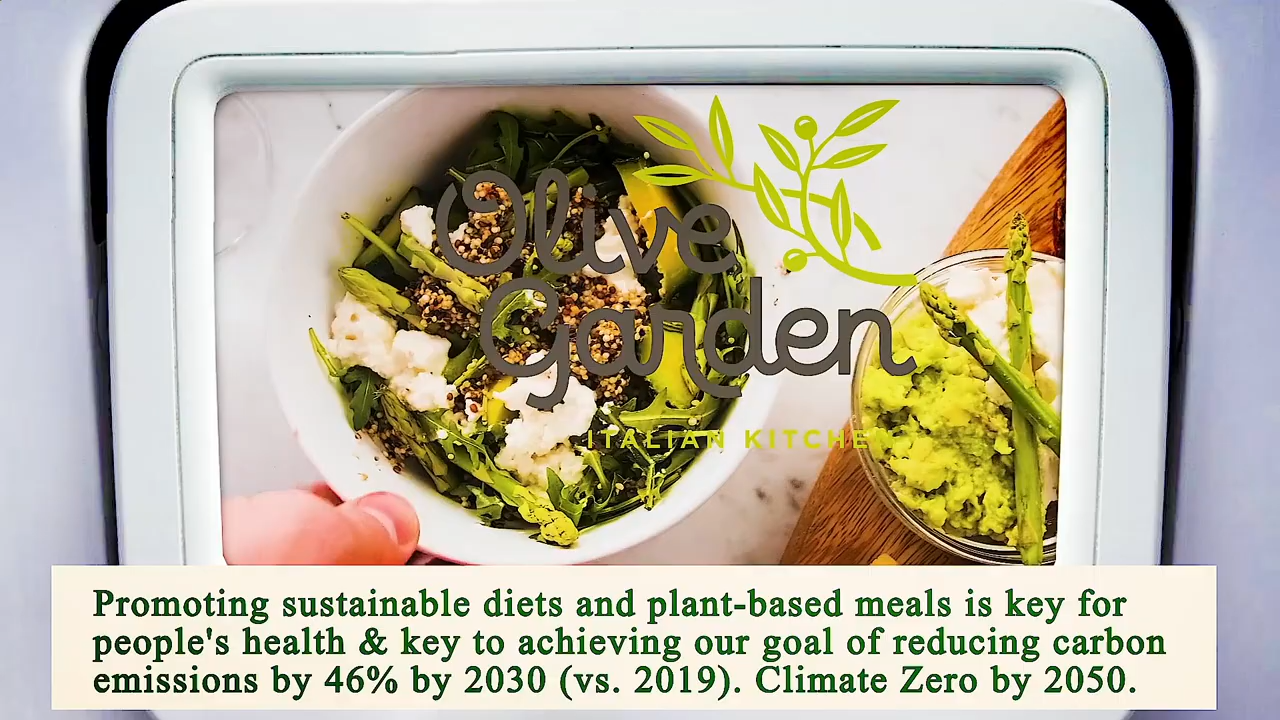 Olive
Garden
ITALIAN KITCHEN
Promoting sustainable diets and plant-based meals is key for
people's health & key to achieving our goal of reducing carbon
emissions by 46% by 2030 (vs. 2019). Climate Zero by 2050.